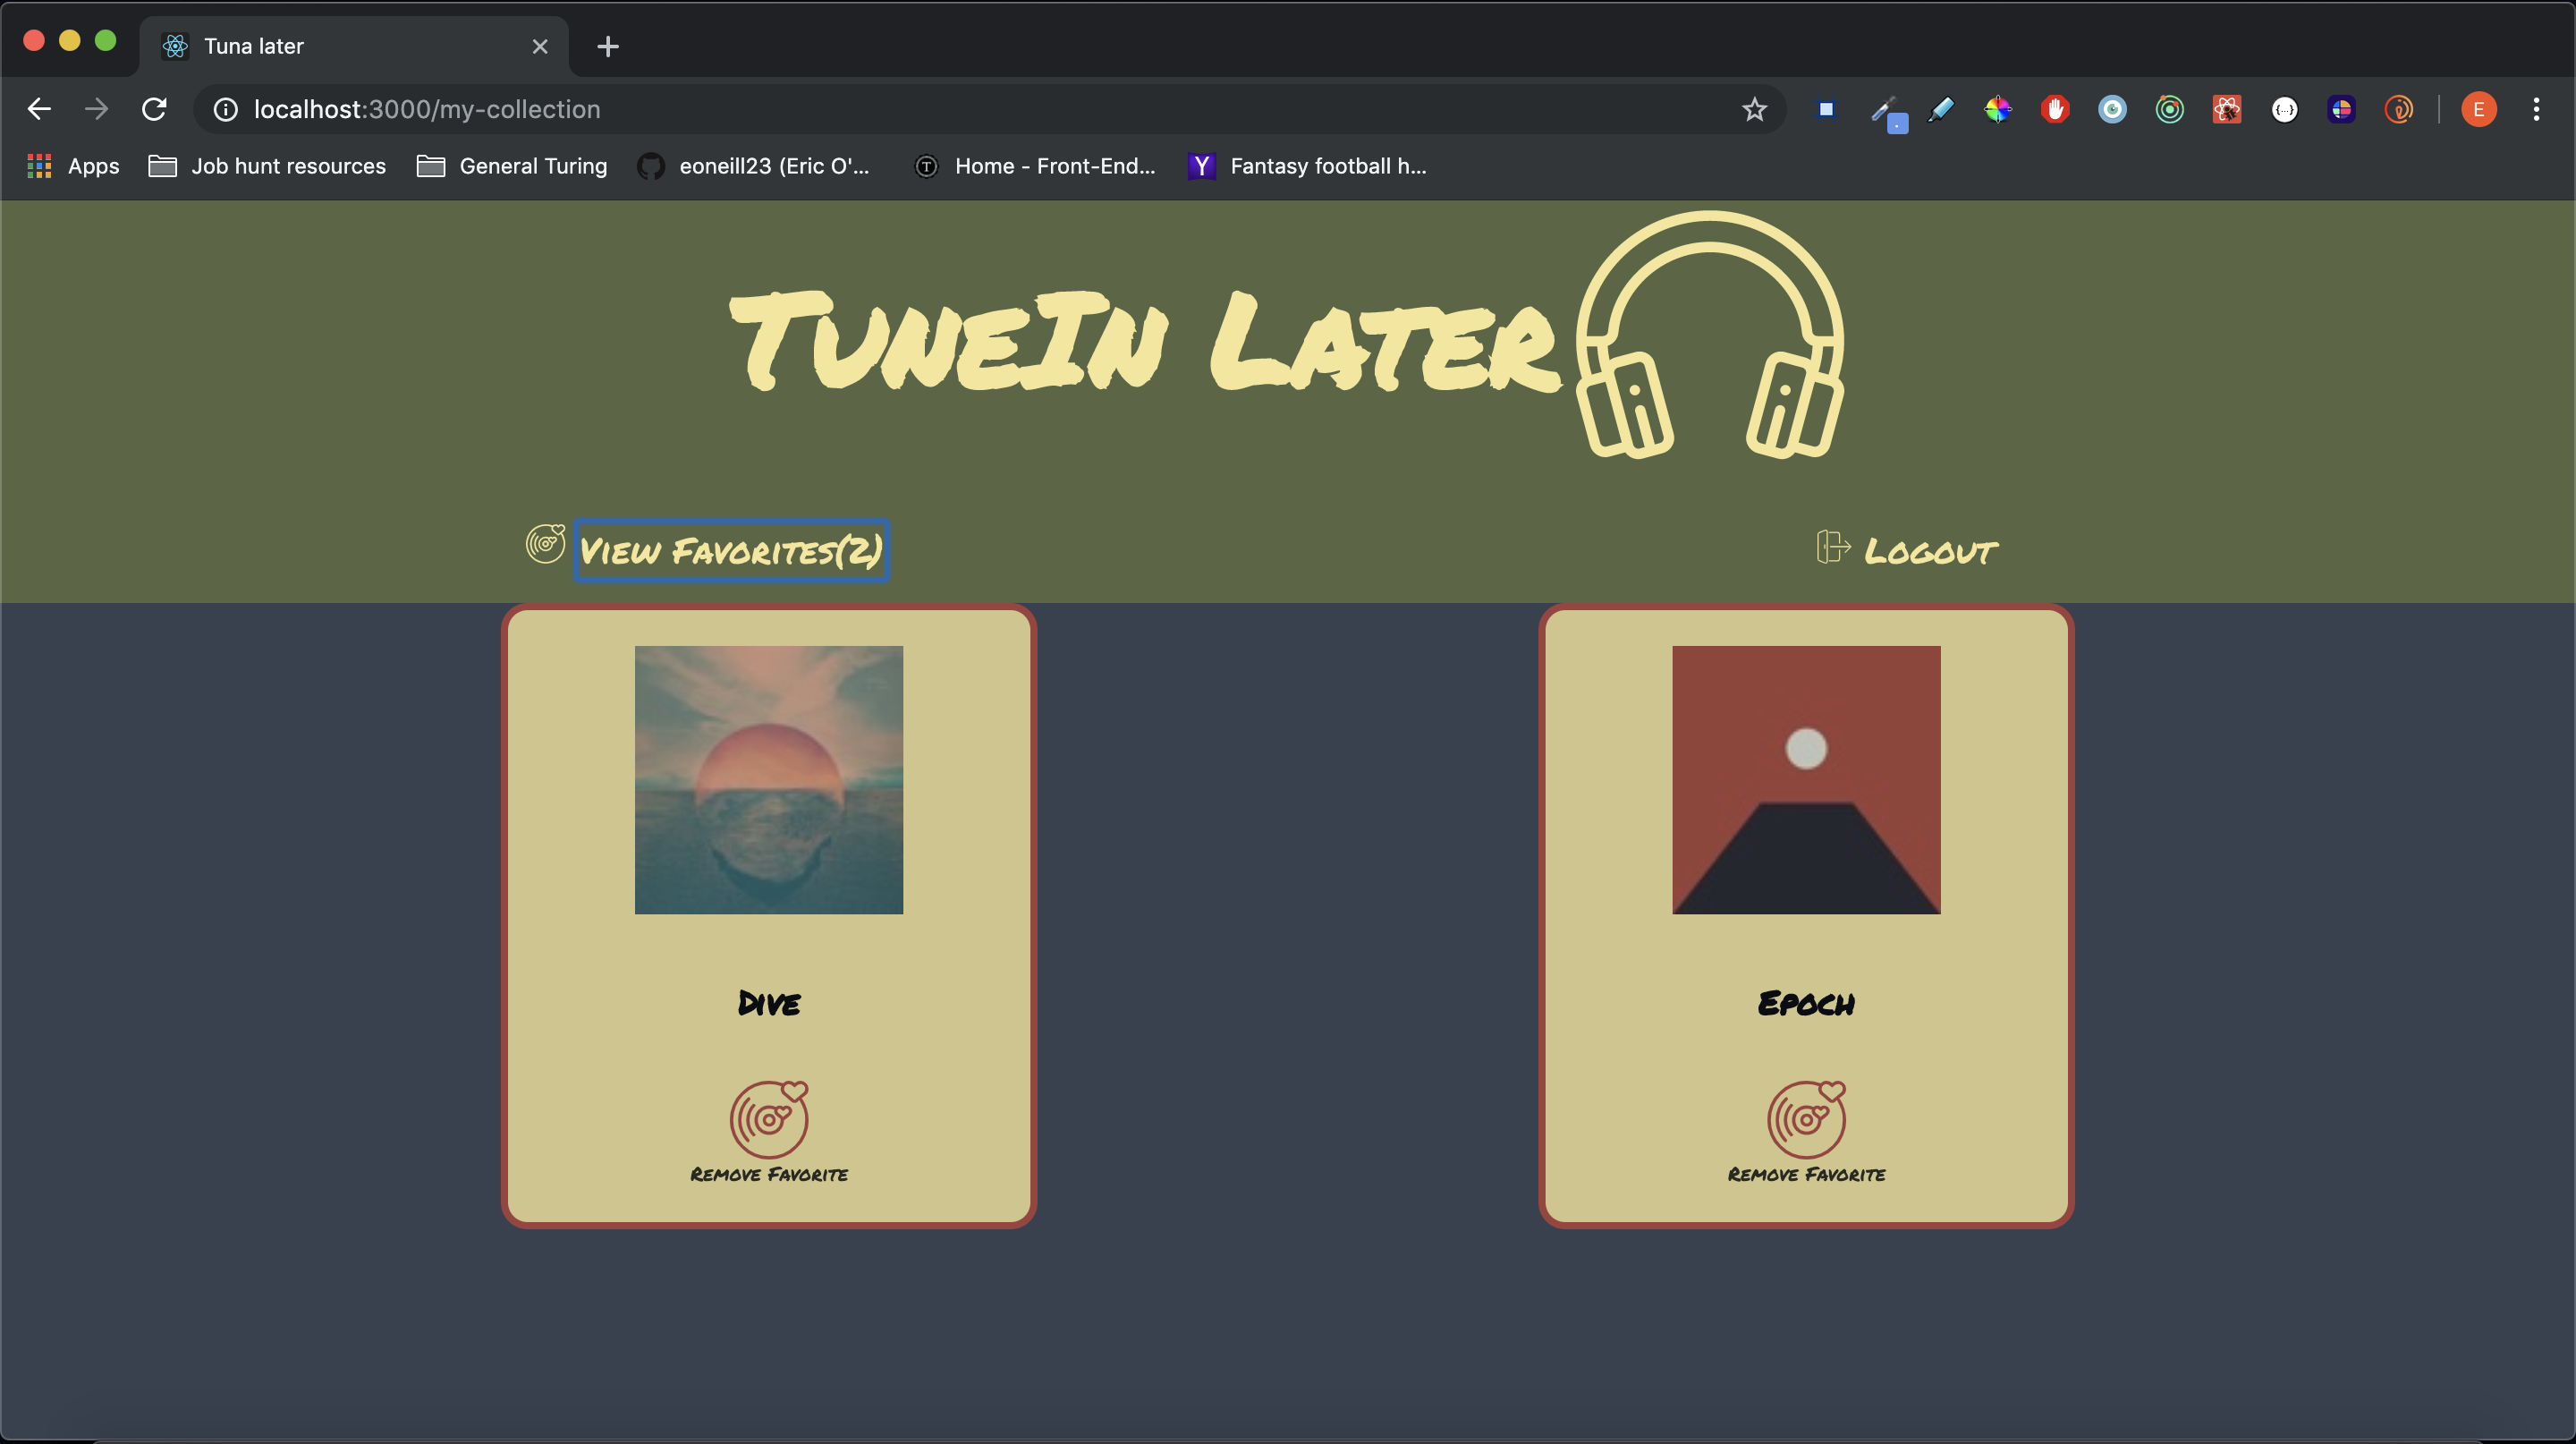 Tuna later
localhost:3000/my-collection
E
Apps
Job hunt resources
General Turing
eoneill23 (Eric O'...
T
Home - Front-End...
Y
Fantasy football h...
TuneIn Later
View Favorites(2)
Logout
Dive
Epoch
Remove Favorite
Remove Favorite